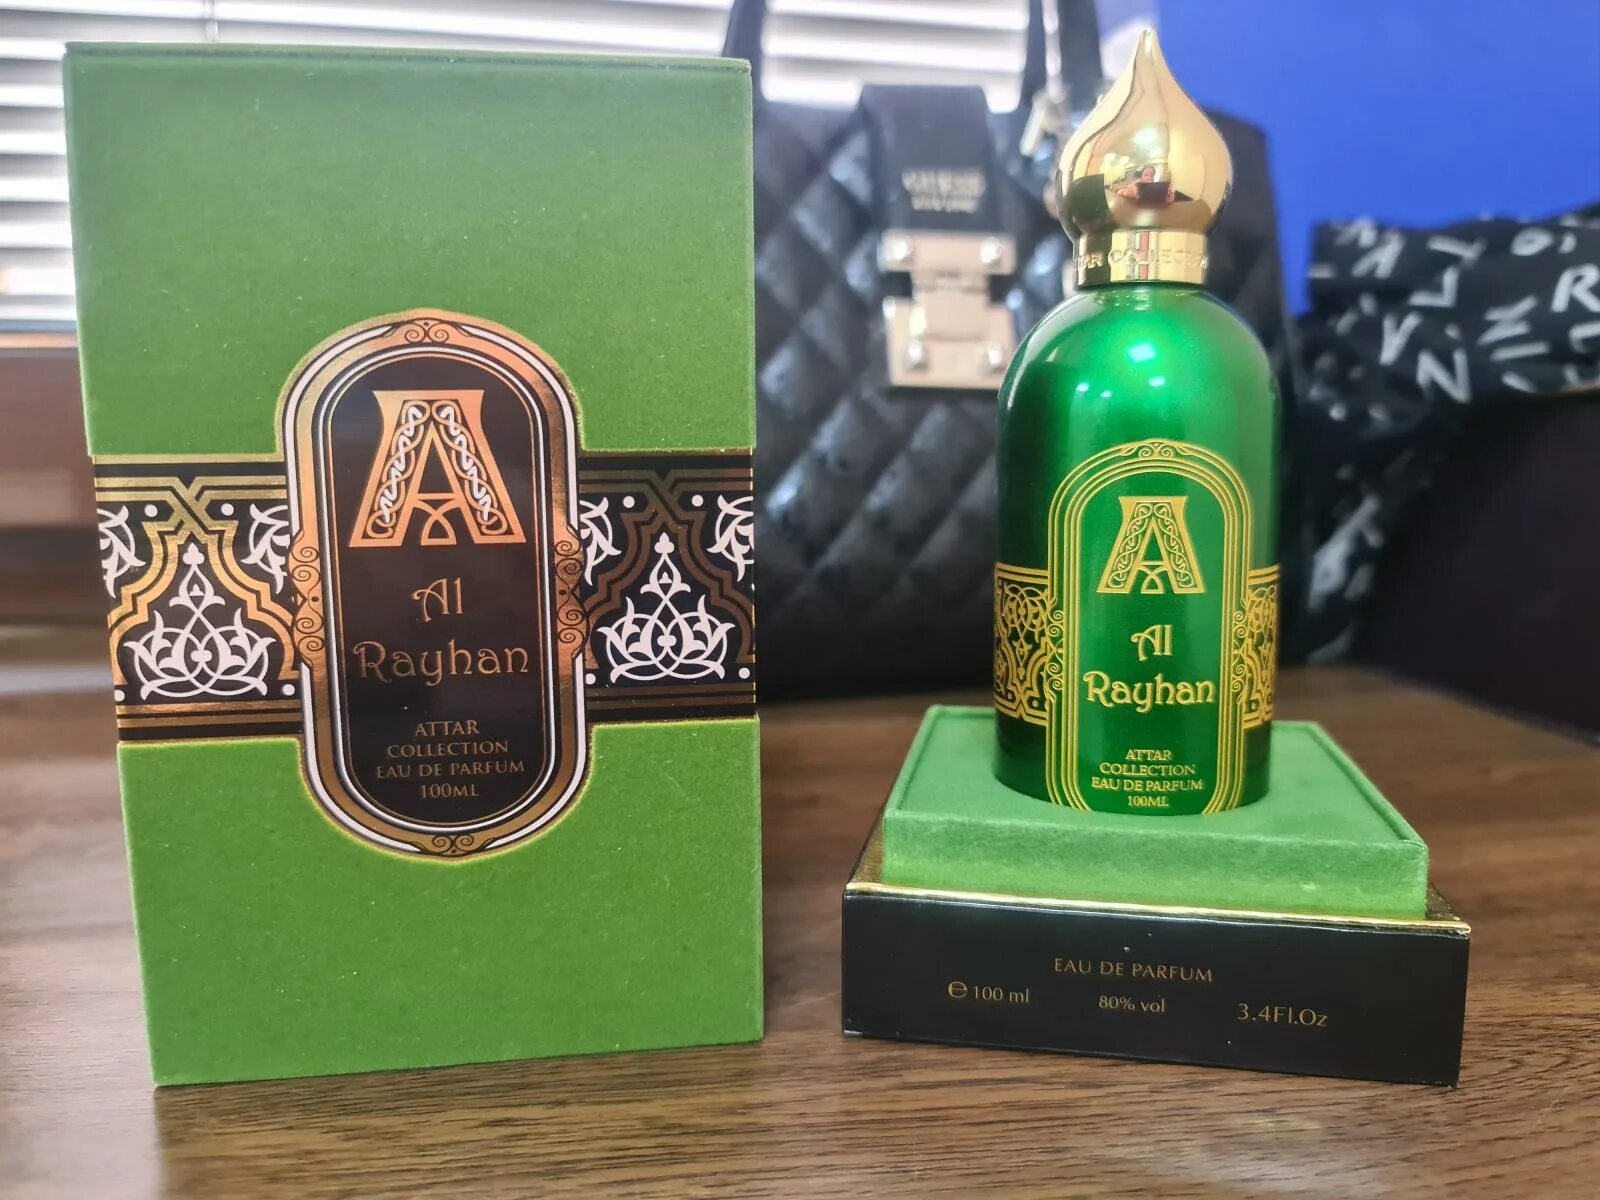 A
Al
Rayhan
ATTAR
COLLECTION
EAU DE PARFUM
100ML
A
Al
Rayhan
ATTAR
COLLECTION
EAU DE PARFUM
100ML
EAU DE PARFUM
℮ 100 ml 80% vol 3.4Fl.Oz